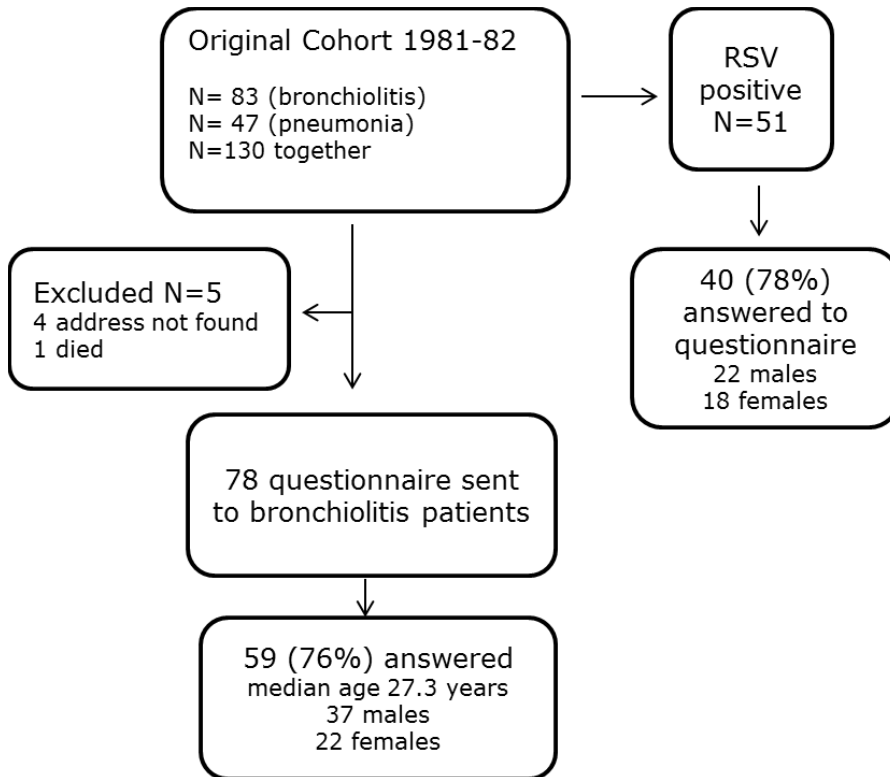 Original Cohort 1981-82
N= 83 (bronchiolitis)
N= 47 (pneumonia)
N=130 together
RSV
positive
N=51
Excluded N=5
4 address not found
1 died
40 (78%)
answered to
questionnaire
22 males
18 females
78 questionnaire sent
to bronchiolitis patients
59 (76%) answered
median age 27.3 years
37 males
22 females